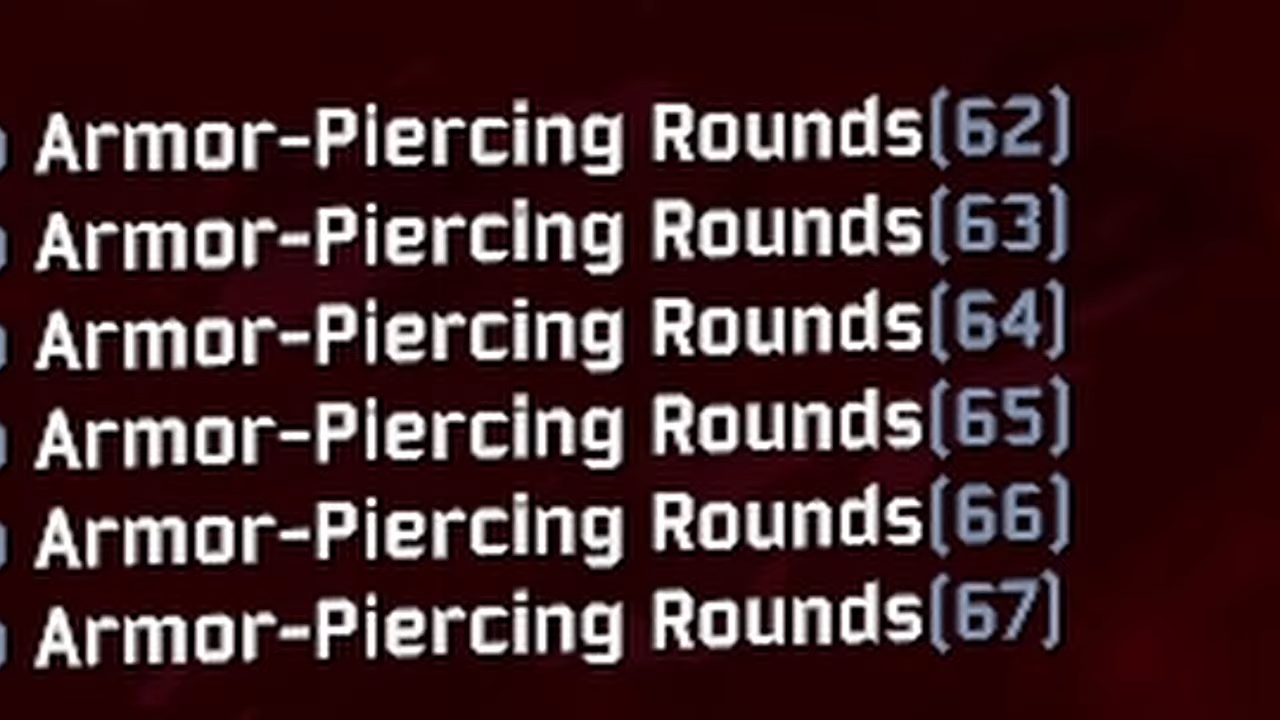 Armor-Piercing Rounds(62)
Armor-Piercing Rounds(63)
Armor-Piercing Rounds(64)
Armor-Piercing Rounds(65)
Armor-Piercing Rounds(66)
Armor-Piercing Rounds(67)